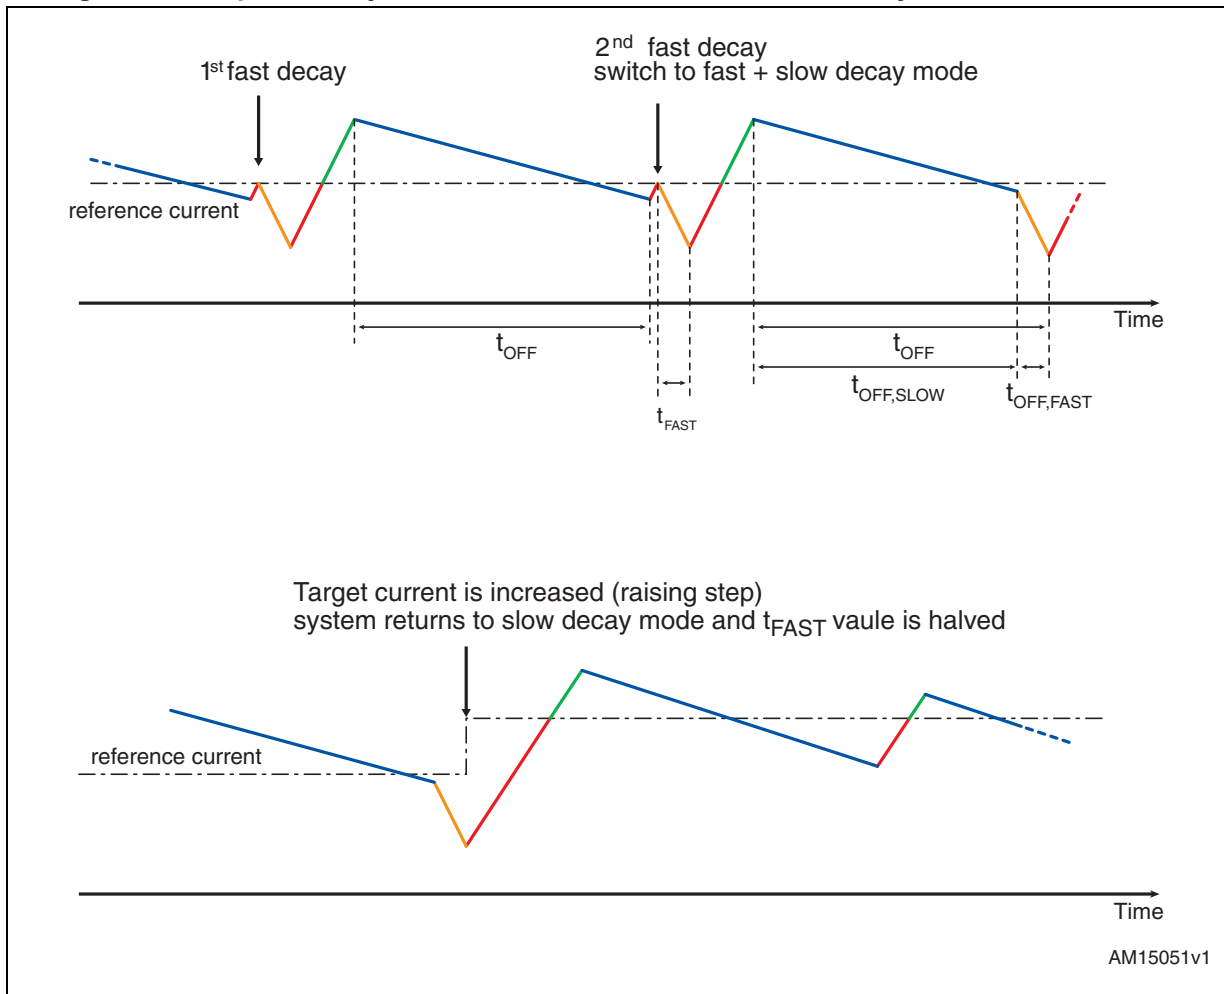 1st fast decay
2nd fast decay
switch to fast + slow decay mode
reference current
Time
tOFF
tOFF
tOFF,SLOW
tOFF,FAST
tFAST
Target current is increased (raising step)
system returns to slow decay mode and tFAST vaule is halved
reference current
Time
AM15051v1